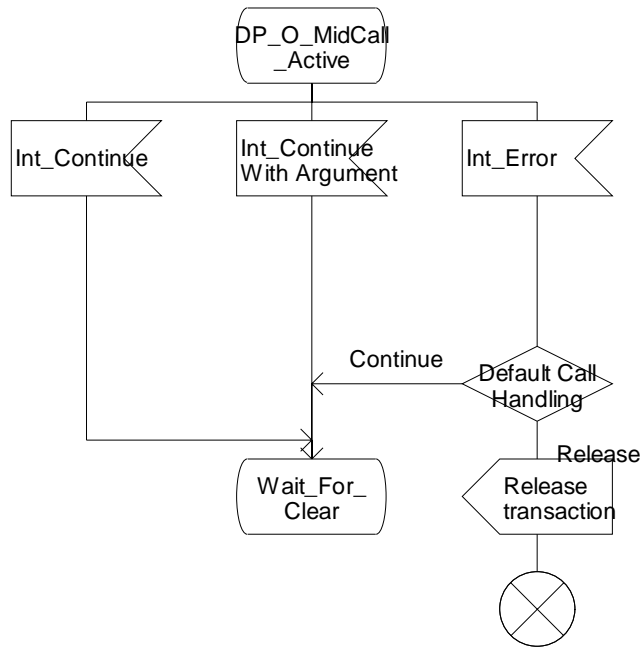 DP_O_MidCall
_Active
Int_Continue
Int_Continue
With Argument
Int_Error
Continue
Default Call
Handling
Release
Wait_For_
Clear
Release
transaction